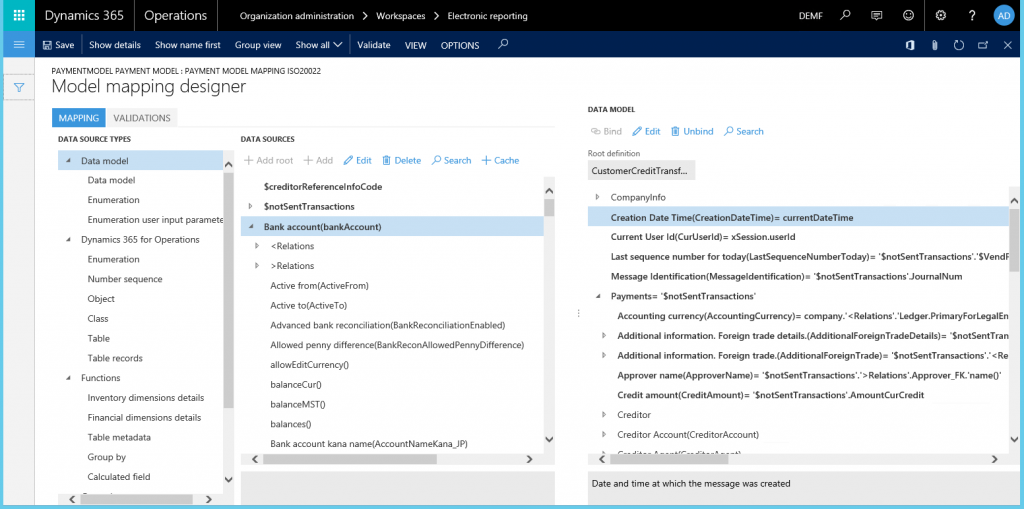 Dynamics 365
Operations
Organization administration > Workspaces > Electronic reporting
DEMF
?
AD
Save
Show details
Show name first
Group view
Show all
Validate
VIEW
OPTIONS
PAYMENTMODEL PAYMENT MODEL : PAYMENT MODEL MAPPING ISO20022
Model mapping designer
MAPPING
VALIDATIONS
DATA SOURCE TYPES
Data model
Data model
Enumeration
Enumeration user input paramete
Dynamics 365 for Operations
Enumeration
Number sequence
Object
Class
Table
Table records
Functions
Inventory dimensions details
Financial dimensions details
Table metadata
Group by
Calculated field
DATA SOURCES
+ Add root
+ Add
Edit
Delete
Search
+ Cache
$creditorReferenceInfoCode
$notSentTransactions
Bank account(bankAccount)
<Relations
>Relations
Active from(ActiveFrom)
Active to(ActiveTo)
Advanced bank reconciliation(BankReconciliationEnabled)
Allowed penny difference(BankReconAllowedPennyDifference)
allowEditCurrency()
balanceCur()
balanceMST()
balances()
Bank account kana name(AccountNameKana_JP)
DATA MODEL
Bind
Edit
Unbind
Search
Root definition
CustomerCreditTransf...
CompanyInfo
Creation Date Time(CreationDateTime)= currentDateTime
Current User Id(CurUserId)= xSession.userId
Last sequence number for today(LastSequenceNumberToday)= '$notSentTransactions'.'$VendP
Message Identification(MessageIdentification)= '$notSentTransactions'.JournalNum
Payments= '$notSentTransactions'
Accounting currency(AccountingCurrency)= company.'<Relations'.'Ledger.PrimaryForLegalEn
Additional information. Foreign trade details.(AdditionalForeignTradeDetails)= '$notSentTran
Additional information. Foreign trade.(AdditionalForeignTrade)= '$notSentTransactions'.'<Re
Approver name(ApproverName)= '$notSentTransactions'.'>Relations'.Approver_FK.'name()'
Credit amount(CreditAmount)= '$notSentTransactions'.AmountCurCredit
Creditor
Creditor Account(CreditorAccount)
Creditor Agent(CreditorAgent)
Date and time at which the message was created